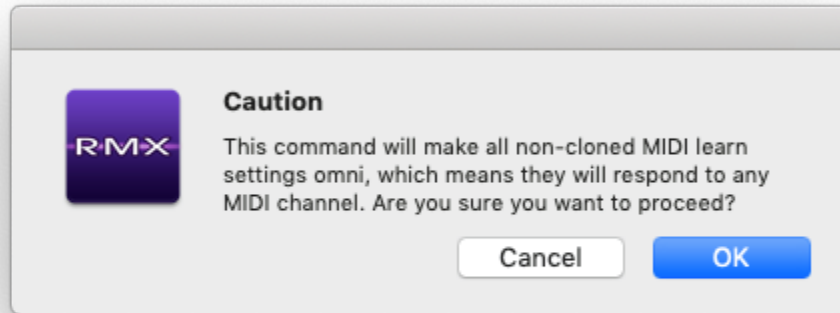 RMX
Caution
This command will make all non-cloned MIDI learn
settings omni, which means they will respond to any
MIDI channel. Are you sure you want to proceed?
Cancel OK